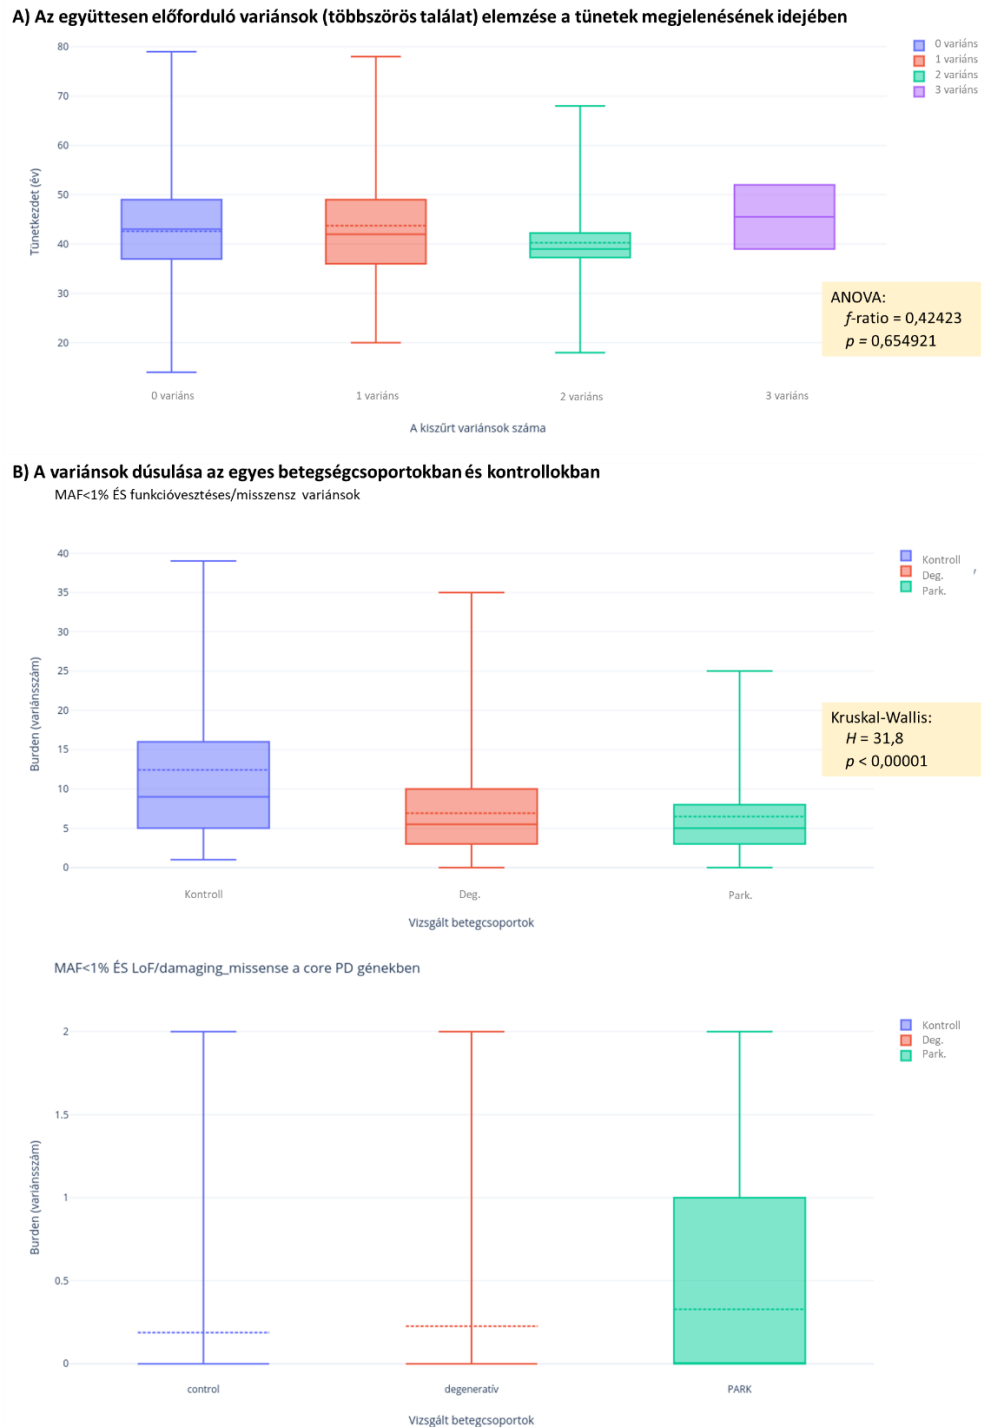 A) Az együttesen előforduló variánsok (többszörös találat) elemzése a tünetek megjelenésének idejében
80
70
60
50
40
30
20
Tünetkezdet (év)
0 variáns
1 variáns
2 variáns
3 variáns
ANOVA:
f-ratio = 0,42423
p = 0,654921
0 variáns
1 variáns
2 variáns
3 variáns
A kiszűrt variánsok száma
B) A variánsok dúsulása az egyes betegségcsoportokban és kontrollokban
MAF<1% ÉS funkcióvesztéses/misszensz variánsok
40
35
30
25
20
15
10
5
0
Burden (variánsszám)
Kontroll
Deg.
Park.
Kruskal-Wallis:
H = 31,8
p < 0,00001
Kontroll
Deg.
Park.
Vizsgált betegcsoportok
MAF<1% ÉS LoF/damaging_missense a core PD génekben
2
1.5
1
0.5
0
Burden (variánsszám)
Kontroll
Deg.
Park.
control
degeneratív
PARK
Vizsgált betegcsoportok